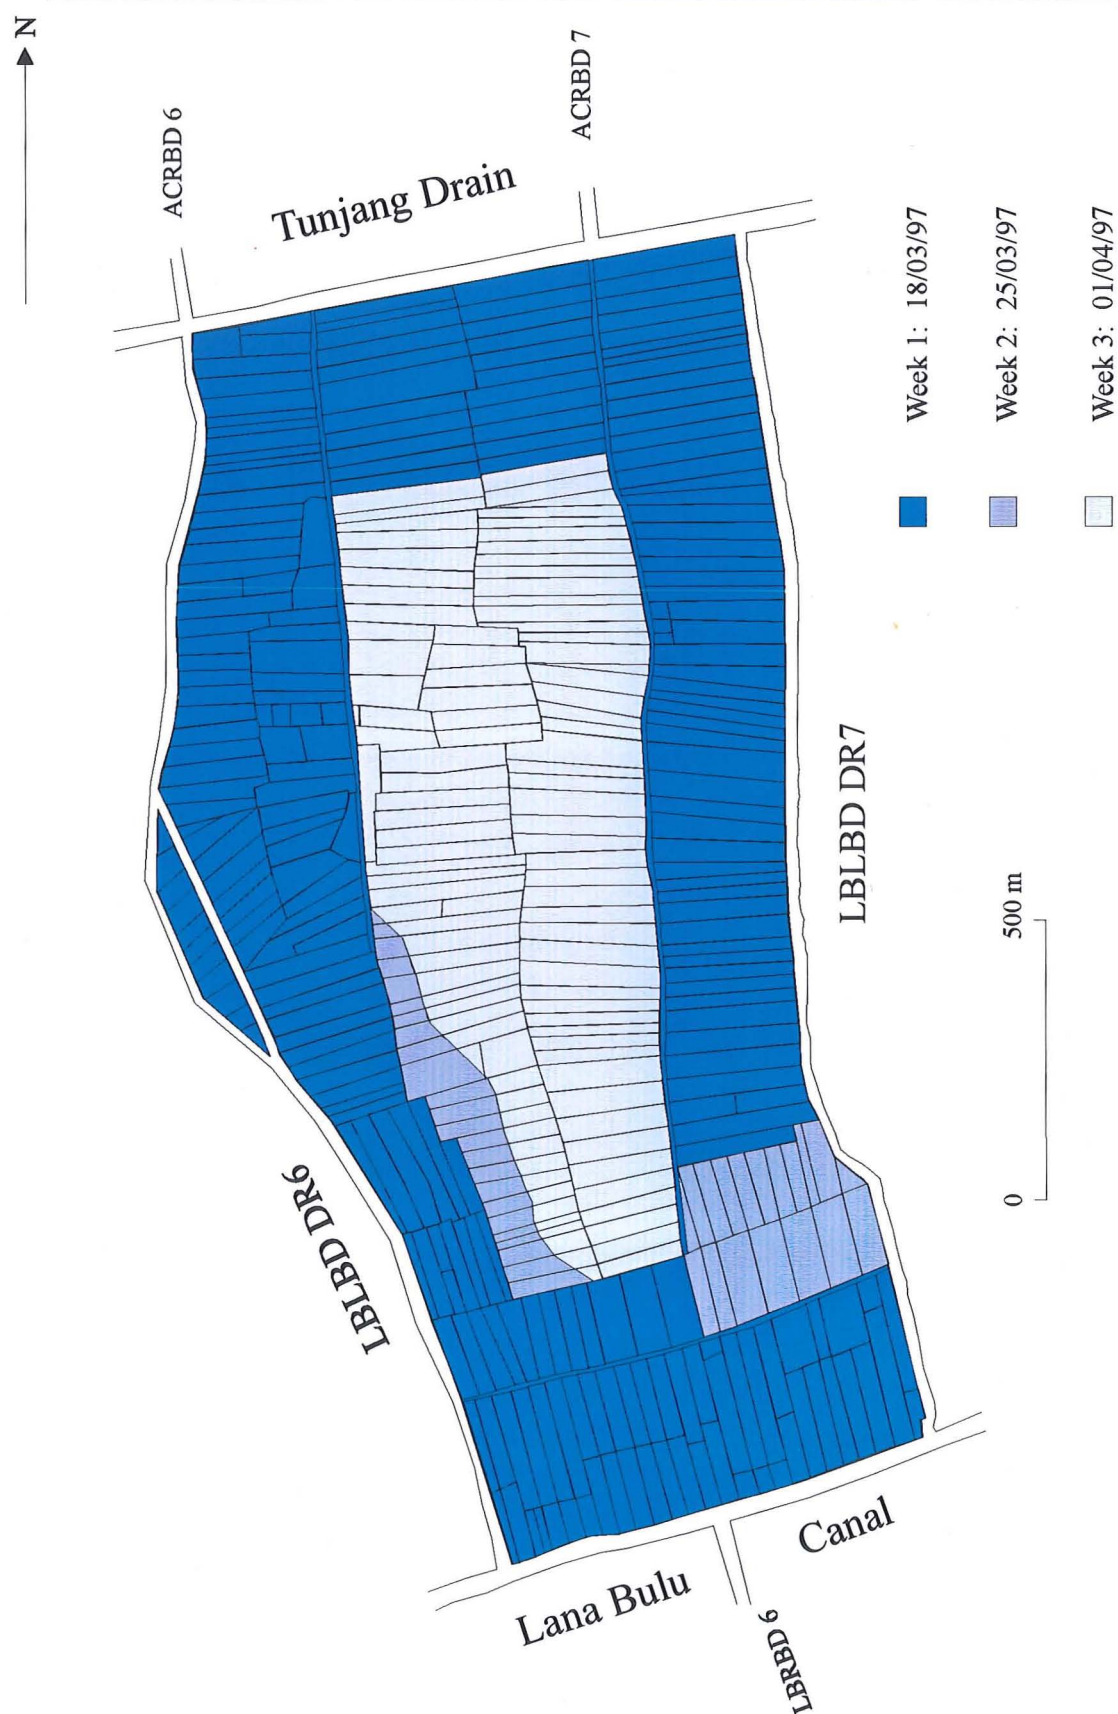 N
ACRBD 6
ACRBD 7
Tunjang Drain
LBLBD DR6
LBLBD DR7
Lana Bulu
Canal
LBRBD 6
0
500 m
Week 1: 18/03/97
Week 2: 25/03/97
Week 3: 01/04/97